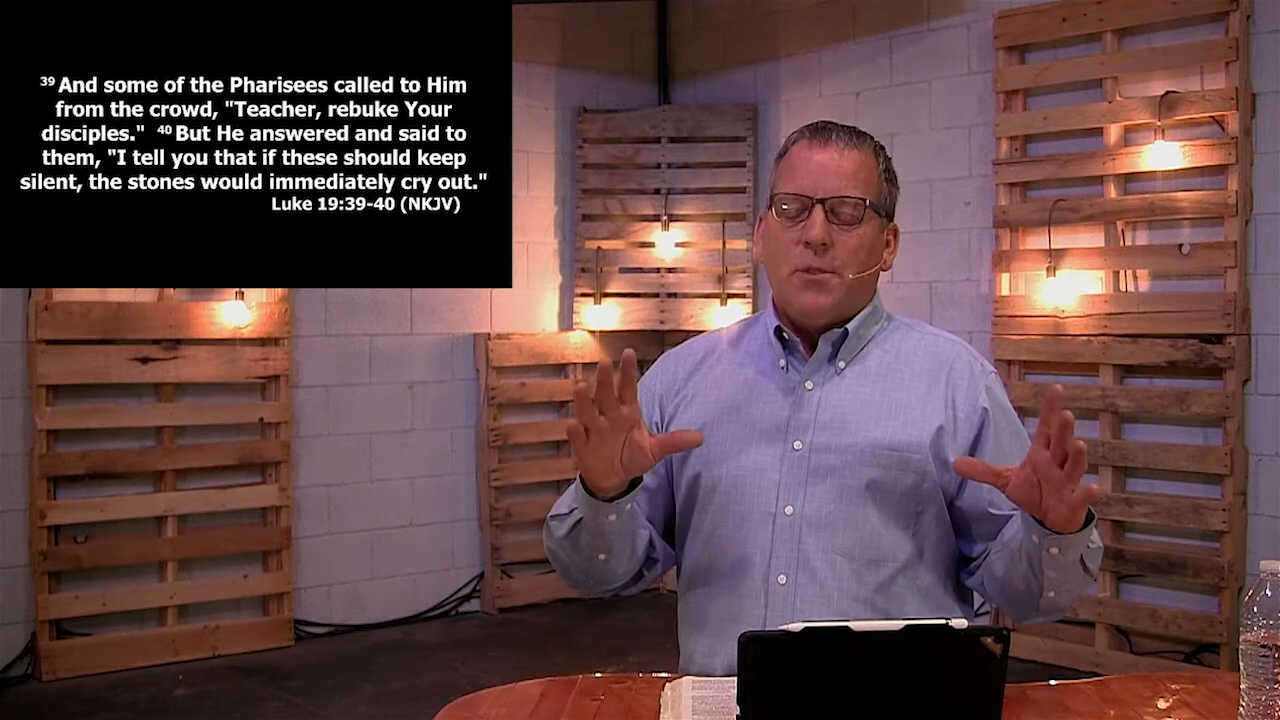 ³⁹ And some of the Pharisees called to Him
from the crowd, "Teacher, rebuke Your
disciples." ⁴⁰ But He answered and said to
them, "I tell you that if these should keep
silent, the stones would immediately cry out."
Luke 19:39-40 (NKJV)